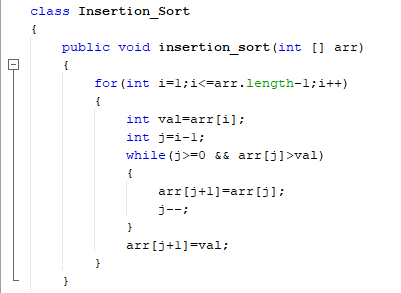 class Insertion_Sort
{
    public void insertion_sort(int [] arr)
    {
        for(int i=1;i<=arr.length-1;i++)
        {
            int val=arr[i];
            int j=i-1;
            while(j>=0 && arr[j]>val)
            {
                arr[j+1]=arr[j];
                j--;
            }
            arr[j+1]=val;
        }
    }